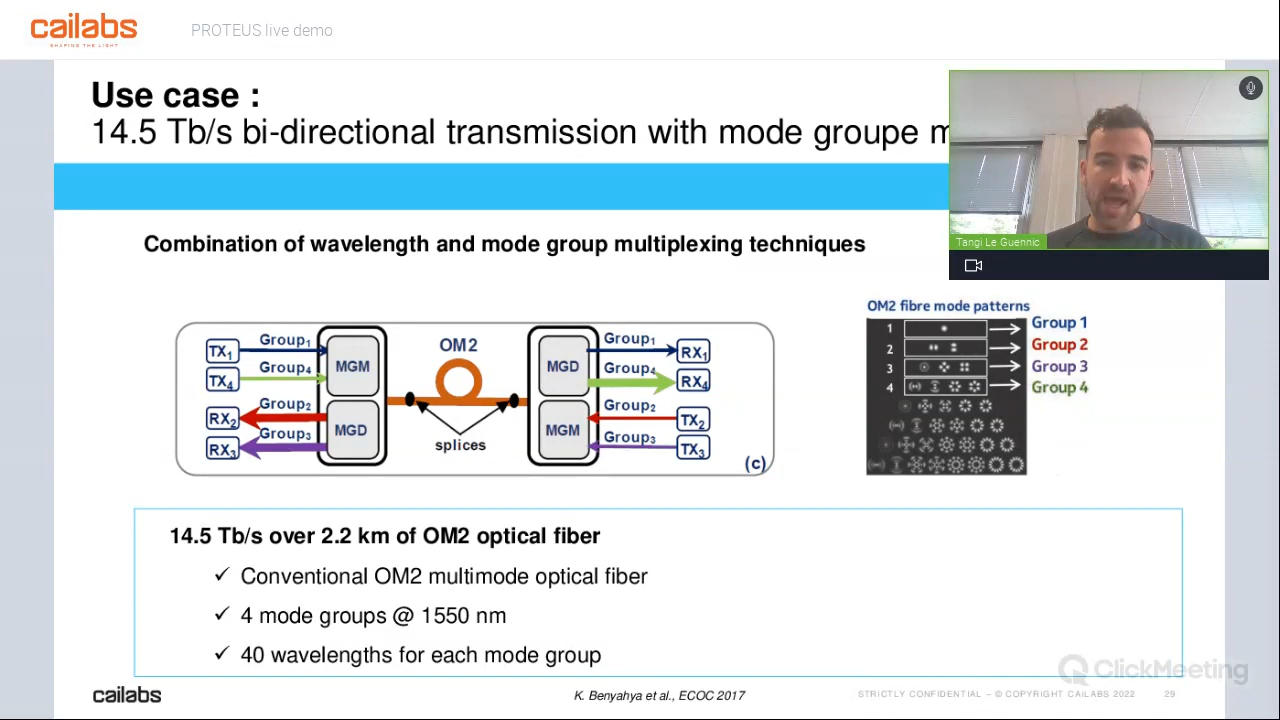 cailabs
SHAPING THE LIGHT
PROTEUS live demo
Use case :
14.5 Tb/s bi-directional transmission with mode groupe m
Tangi Le Guennic
Combination of wavelength and mode group multiplexing techniques
TX1
TX4
RX2
RX3
Group1
Group4
Group2
Group3
MGM
MGD
OM2
splices
MGD
MGM
Group1
Group4
Group2
Group3
RX1
RX4
TX2
TX3
(c)
OM2 fibre mode patterns
1
2
3
4
Group 1
Group 2
Group 3
Group 4
14.5 Tb/s over 2.2 km of OM2 optical fiber
✓ Conventional OM2 multimode optical fiber
✓ 4 mode groups @ 1550 nm
✓ 40 wavelengths for each mode group
ClickMeeting
cailabs
K. Benyahya et al., ECOC 2017
STRICTLY CONFIDENTIAL – © COPYRIGHT CAILABS 2022
29